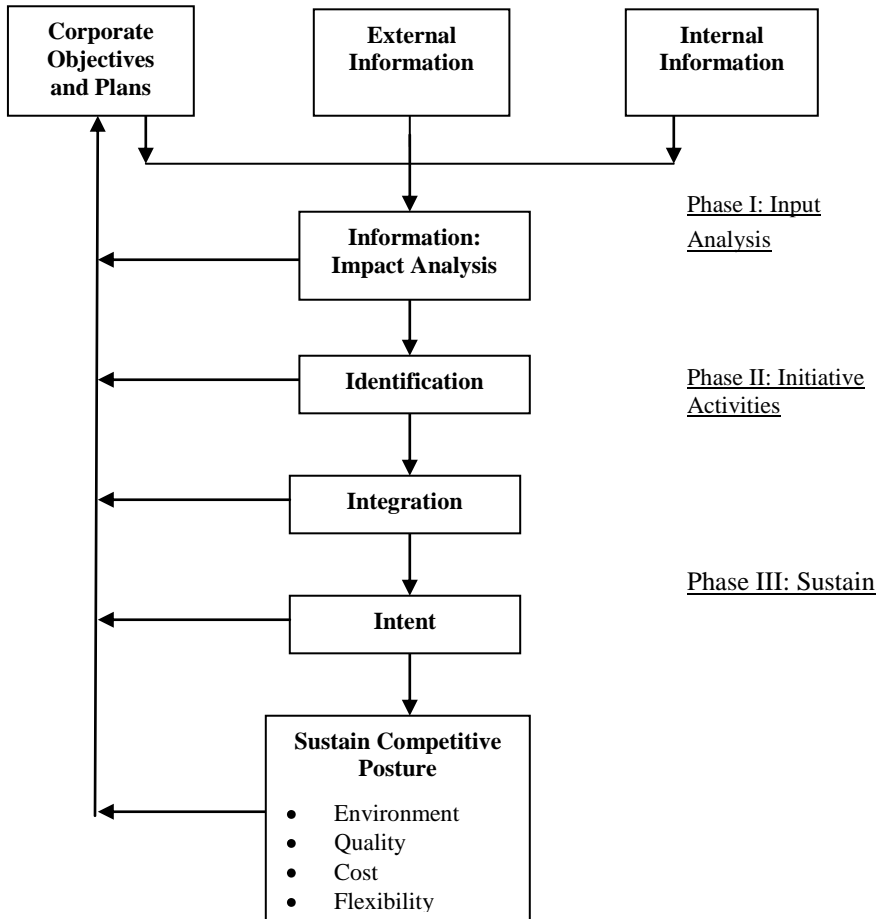 Corporate
Objectives
and Plans
External
Information
Internal
Information
Phase I: Input
Analysis
Information:
Impact Analysis
Identification
Phase II: Initiative
Activities
Integration
Phase III: Sustain
Intent
Sustain Competitive
Posture
• Environment
• Quality
• Cost
• Flexibility